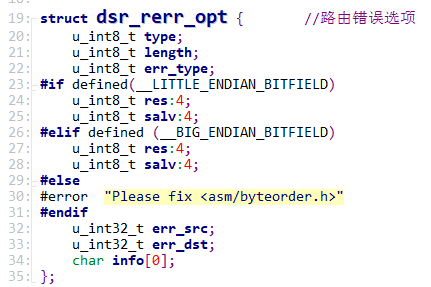 19: struct dsr_rerr_opt { //路由错误选项
20: u_int8_t type;
21: u_int8_t length;
22: u_int8_t err_type;
23: #if defined(__LITTLE_ENDIAN_BITFIELD)
24: u_int8_t res:4;
25: u_int8_t salv:4;
26: #elif defined (__BIG_ENDIAN_BITFIELD)
27: u_int8_t res:4;
28: u_int8_t salv:4;
29: #else
30: #error "Please fix <asm/byteorder.h>"
31: #endif
32: u_int32_t err_src;
33: u_int32_t err_dst;
34: char info[0];
35: };